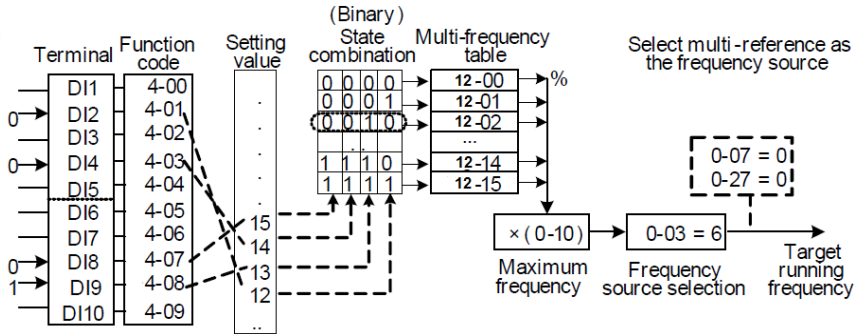 (Binary)
Terminal Function code Setting value State combination Multi-frequency table Select multi-reference as the frequency source
DI1 4-00 0 0 0 0 12-00 %
0 DI2 4-01 . 0 0 0 1 12-01
DI3 4-02 . 0 0 1 0 12-02
... ...
0 DI4 4-03 . 1 1 1 0 12-14 0-07 = 0
DI5 4-04 . 1 1 1 1 12-15 0-27 = 0
DI6 4-05 15
DI7 4-06 14 × (0-10) 0-03 = 6
0 DI8 4-07 13 Maximum frequency Frequency source selection Target running frequency
1 DI9 4-08 12
DI10 4-09 ..